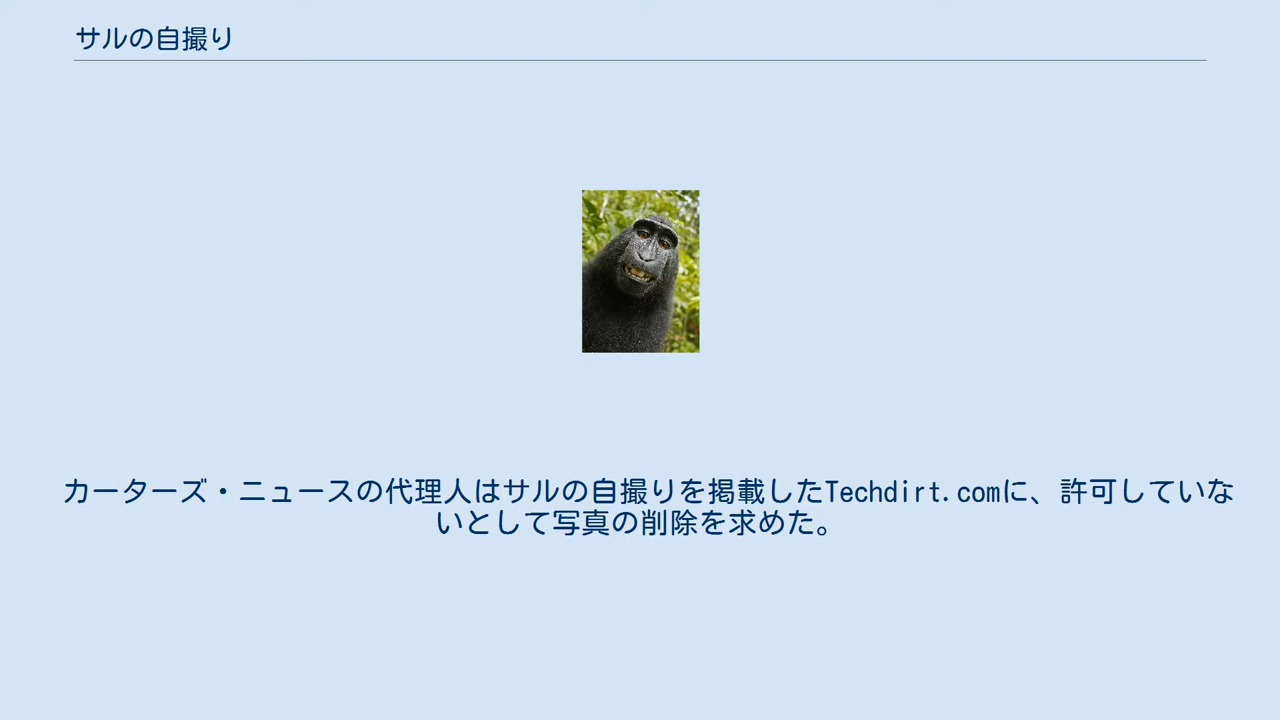 サルの自撮り
カーターズ・ニュースの代理人はサルの自撮りを掲載したTechdirt.comに、許可していな
いとして写真の削除を求めた。